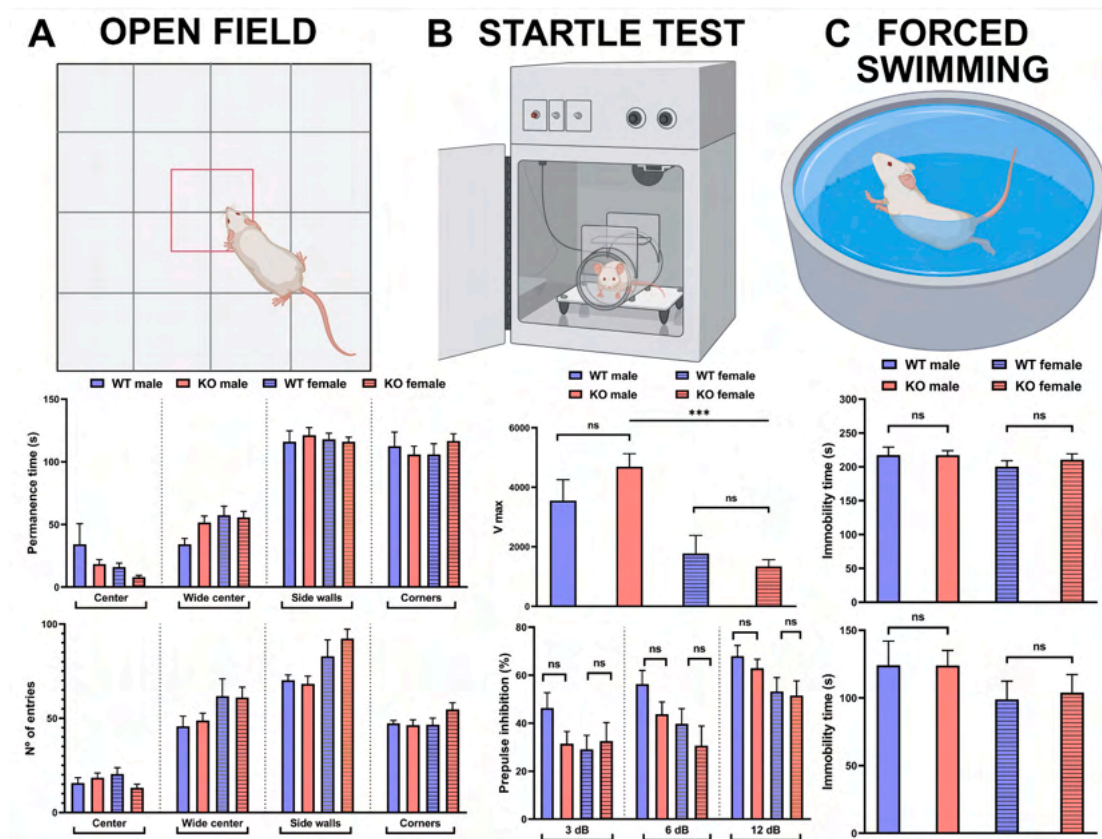 A OPEN FIELD
B STARTLE TEST
C FORCED
SWIMMING
WT male KO male WT female KO female
150
100
50
0
Permanence time (s)
Center Wide center Side walls Corners
100
50
0
Nº of entries
Center Wide center Side walls Corners
WT male WT female
KO male KO female
6000
4000
2000
0
V max
ns
***
ns
80
60
40
20
0
Prepulse inhibition (%)
ns ns ns ns ns ns
3 dB 6 dB 12 dB
WT male WT female
KO male KO female
300
250
200
150
100
50
0
Immobility time (s)
ns ns
150
100
50
0
Immobility time (s)
ns ns